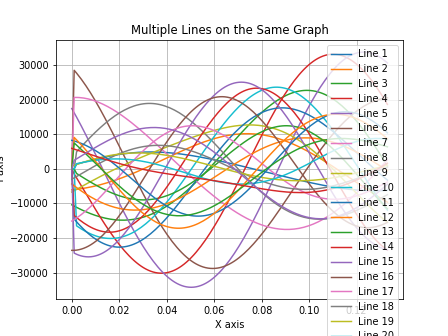 Multiple Lines on the Same Graph
30000
20000
10000
0
−10000
−20000
−30000
0.00 0.02 0.04 0.06 0.08 0.10
X axis
Line 1
Line 2
Line 3
Line 4
Line 5
Line 6
Line 7
Line 8
Line 9
Line 10
Line 11
Line 12
Line 13
Line 14
Line 15
Line 16
Line 17
Line 18
Line 19
Line 20